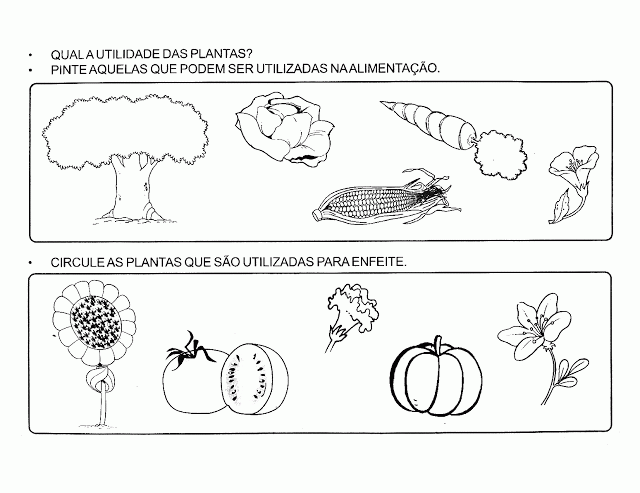 • QUAL A UTILIDADE DAS PLANTAS?
• PINTE AQUELAS QUE PODEM SER UTILIZADAS NA ALIMENTAÇÃO.
• CIRCULE AS PLANTAS QUE SÃO UTILIZADAS PARA ENFEITE.